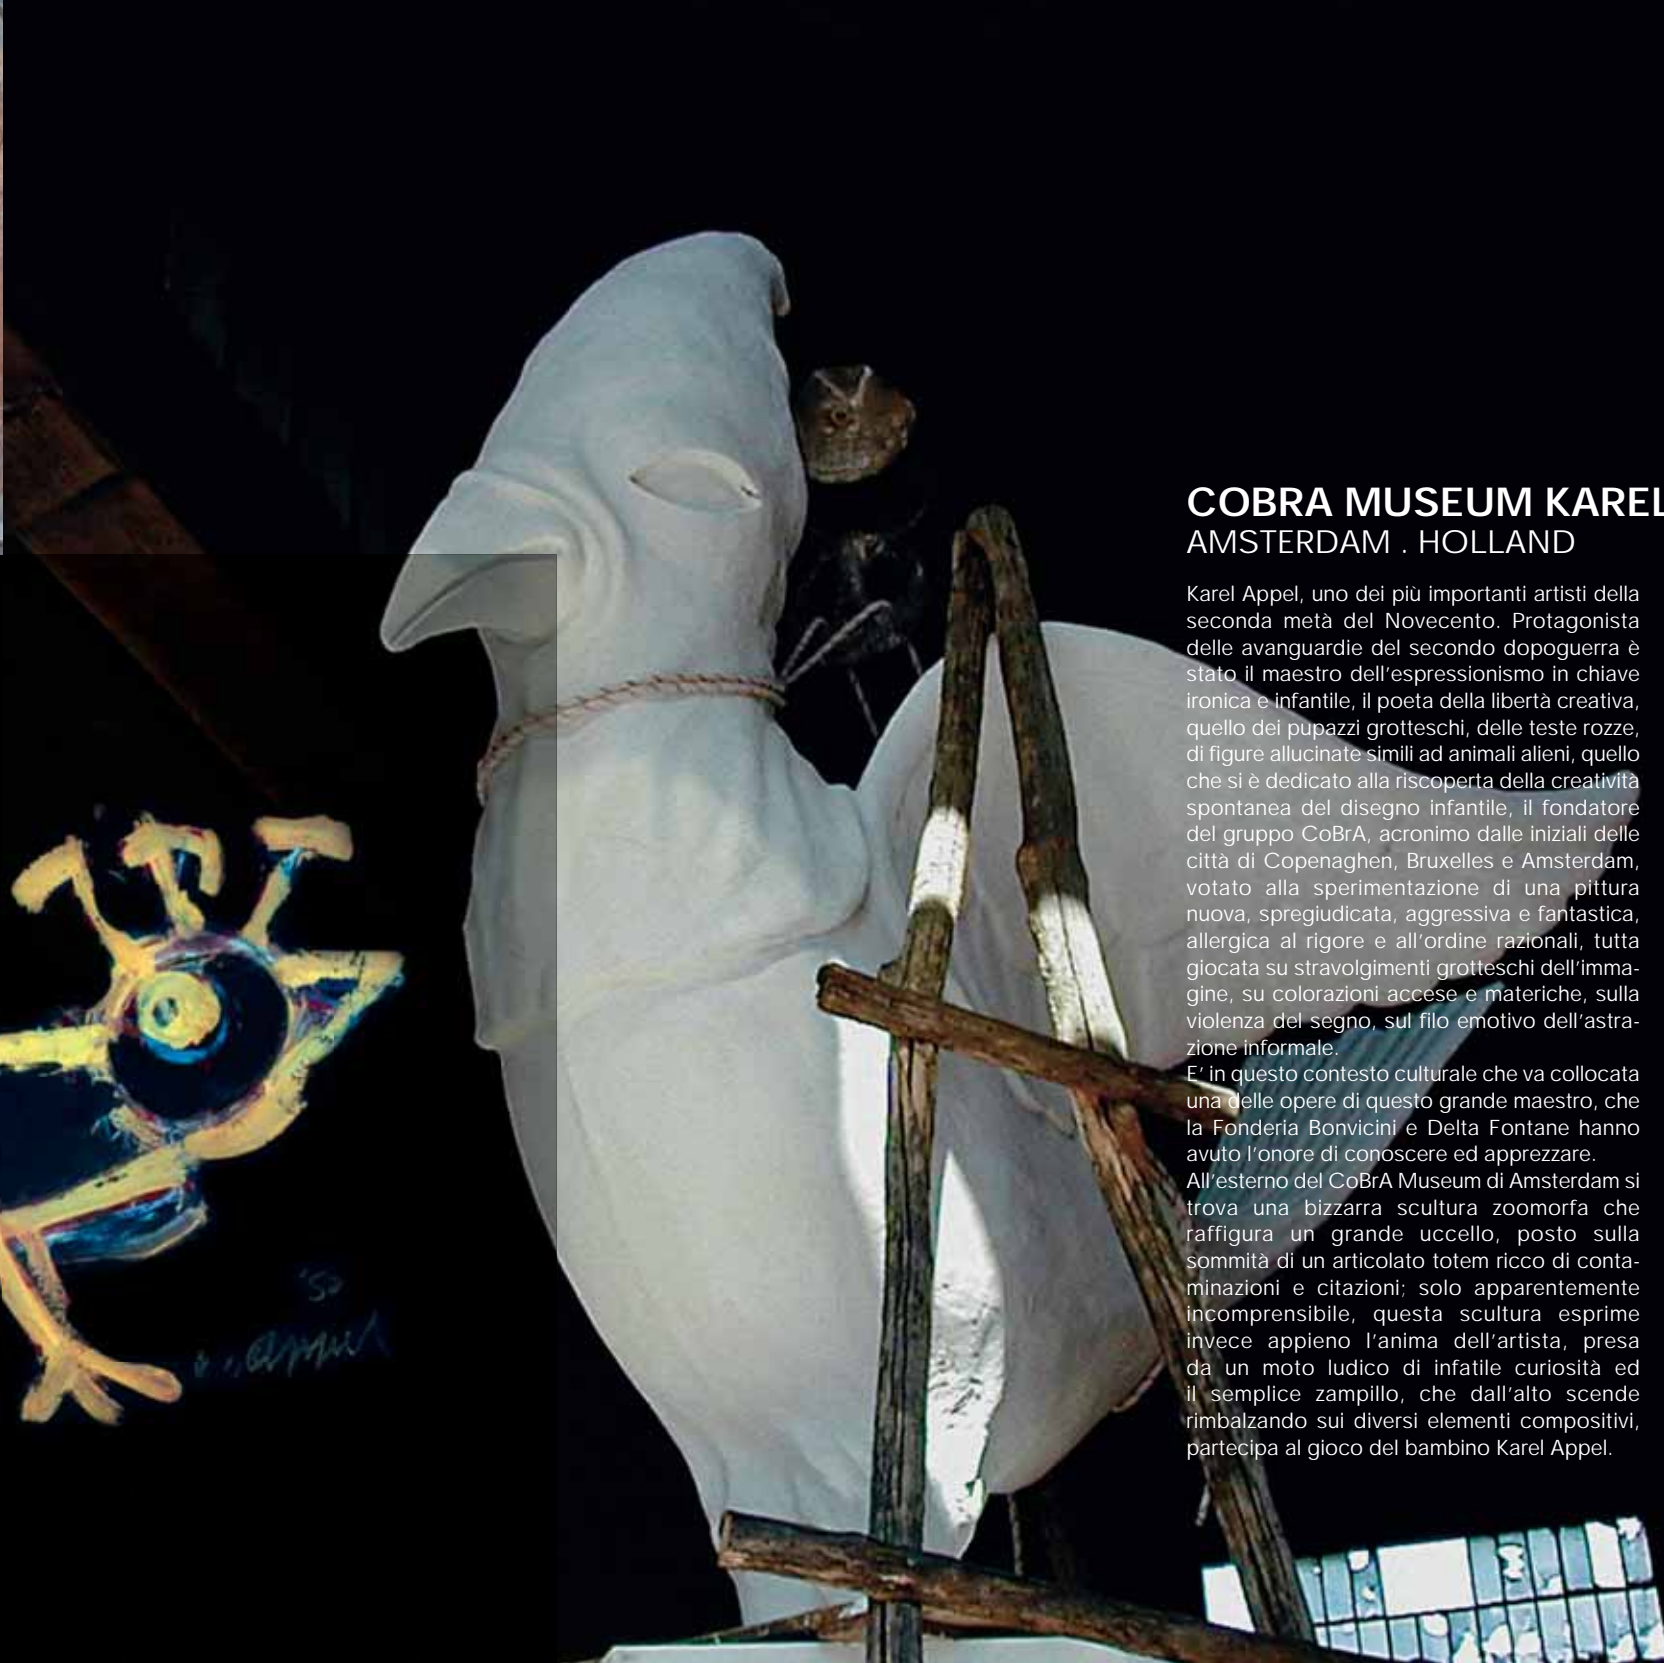 COBRA MUSEUM KAREL
AMSTERDAM . HOLLAND
Karel Appel, uno dei più importanti artisti della
seconda metà del Novecento. Protagonista
delle avanguardie del secondo dopoguerra è
stato il maestro dell'espressionismo in chiave
ironica e infantile, il poeta della libertà creativa,
quello dei pupazzi grotteschi, delle teste rozze,
di figure allucinate simili ad animali alieni, quello
che si è dedicato alla riscoperta della creatività
spontanea del disegno infantile, il fondatore
del gruppo CoBrA, acronimo dalle iniziali delle
città di Copenaghen, Bruxelles e Amsterdam,
votato alla sperimentazione di una pittura
nuova, spregiudicata, aggressiva e fantastica,
allergica al rigore e all'ordine razionali, tutta
giocata su stravolgimenti grotteschi dell'imma-
gine, su colorazioni accese e materiche, sulla
violenza del segno, sul filo emotivo dell'astra-
zione informale.
E' in questo contesto culturale che va collocata
una delle opere di questo grande maestro, che
la Fonderia Bonvicini e Delta Fontane hanno
avuto l'onore di conoscere ed apprezzare.
All'esterno del CoBrA Museum di Amsterdam si
trova una bizzarra scultura zoomorfa che
raffigura un grande uccello, posto sulla
sommità di un articolato totem ricco di conta-
minazioni e citazioni; solo apparentemente
incomprensibile, questa scultura esprime
invece appieno l'anima dell'artista, presa
da un moto ludico di infatile curiosità ed
il semplice zampillo, che dall'alto scende
rimbalzando sui diversi elementi compositivi,
partecipa al gioco del bambino Karel Appel.